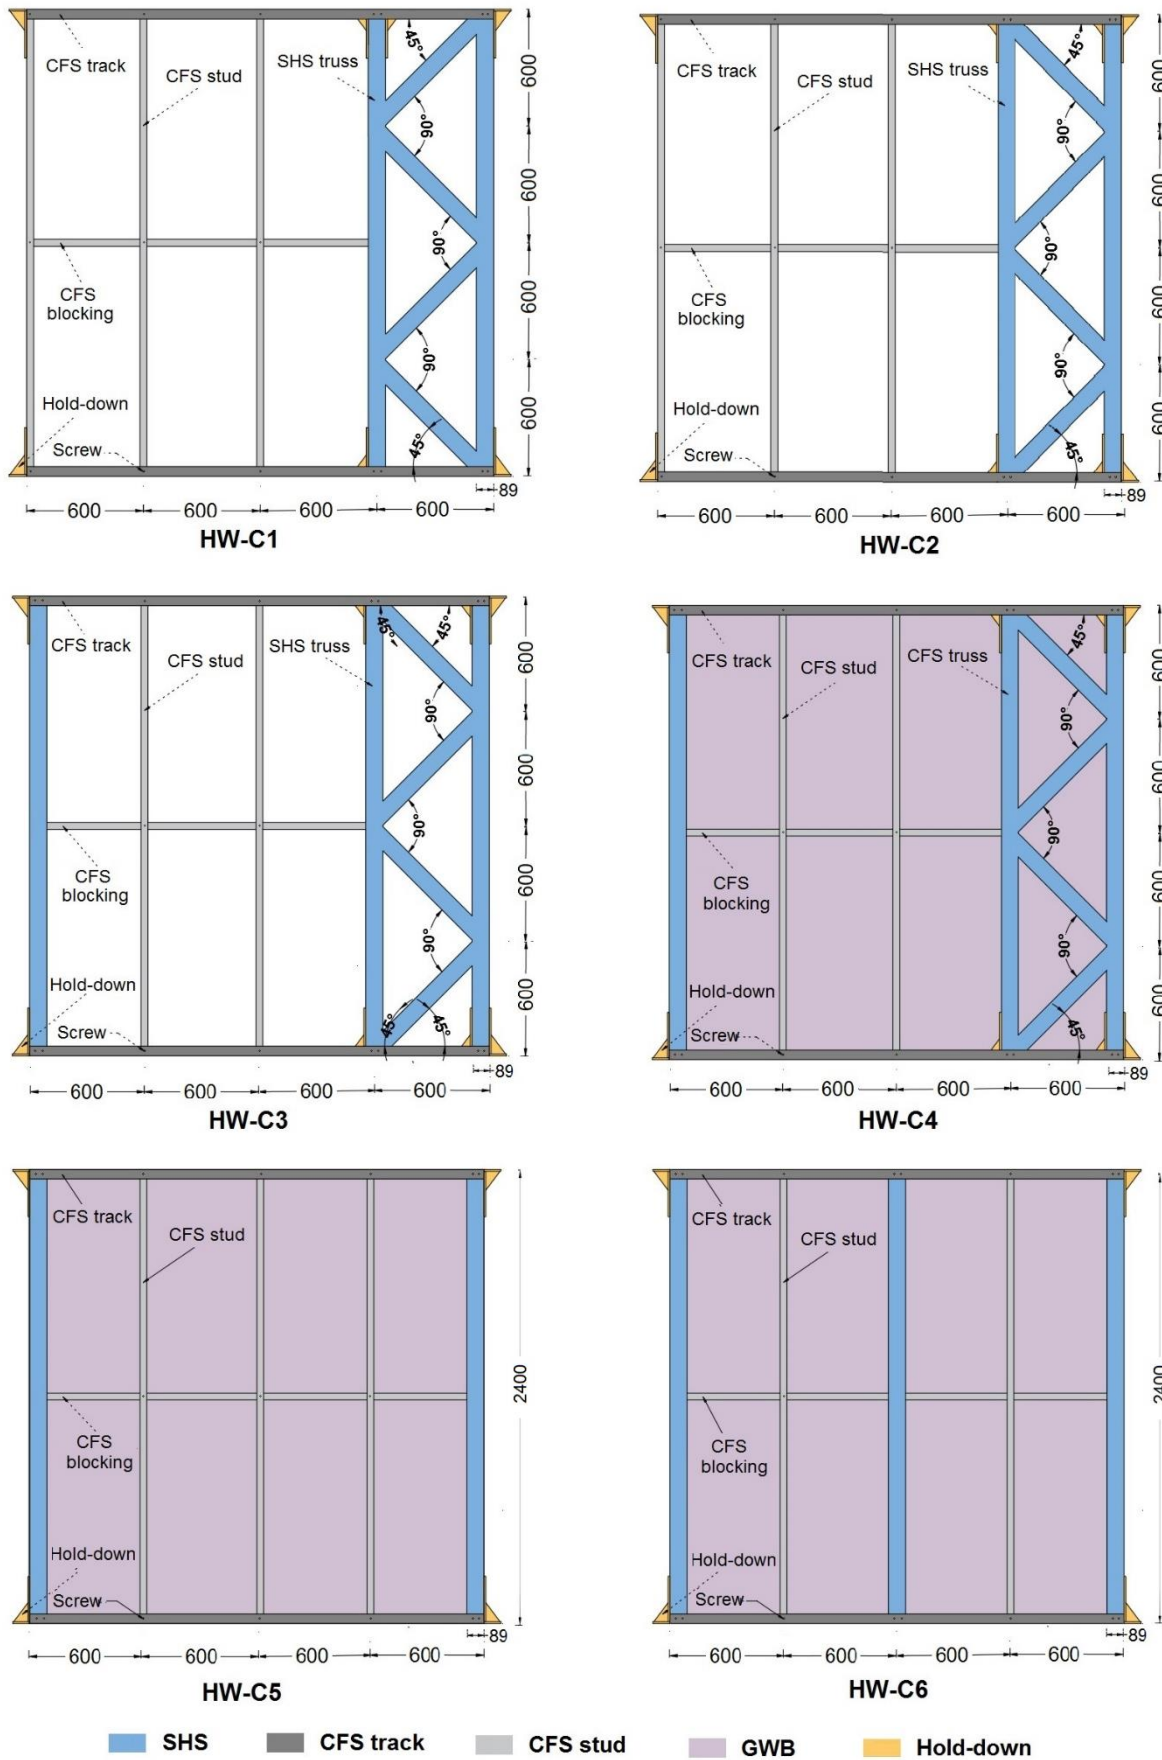 CFS track
CFS stud
SHS truss
45°
90°
90°
90°
45°
CFS
blocking
Hold-down
Screw
600
600
600
600
89
600
600
600
600
HW-C1
CFS track
CFS stud
SHS truss
45°
90°
90°
90°
45°
CFS
blocking
Hold-down
Screw
600
600
600
600
89
600
600
600
600
HW-C2
CFS track
CFS stud
SHS truss
45°
45°
90°
90°
90°
45°
45°
CFS
blocking
Hold-down
Screw
600
600
600
600
89
600
600
600
600
HW-C3
CFS track
CFS stud
CFS truss
45°
90°
90°
90°
45°
CFS
blocking
Hold-down
Screw
600
600
600
600
89
600
600
600
600
HW-C4
CFS track
CFS stud
CFS
blocking
Hold-down
Screw
2400
89
600
600
600
600
HW-C5
CFS track
CFS stud
CFS
blocking
Hold-down
Screw
2400
89
600
600
600
600
HW-C6
SHS
CFS track
CFS stud
GWB
Hold-down